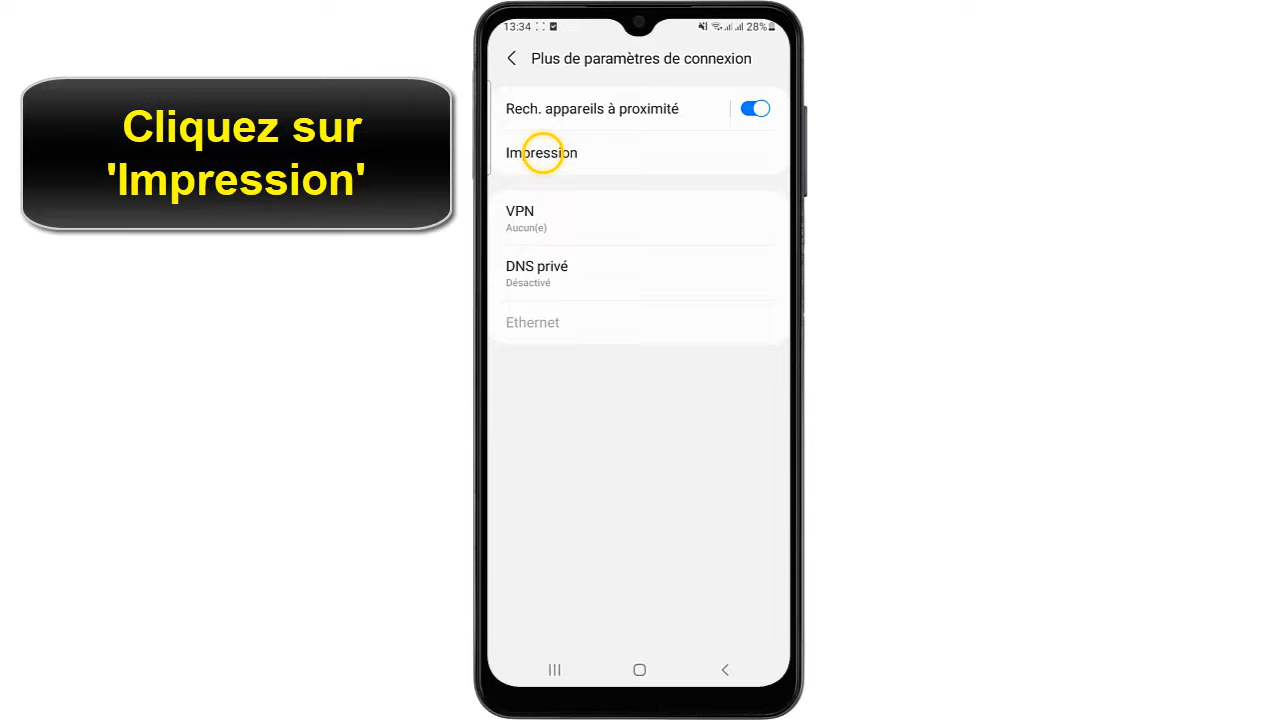 Cliquez sur
'Impression'
13:34
28%
Plus de paramètres de connexion
Rech. appareils à proximité
Impression
VPN
Aucun(e)
DNS privé
Désactivé
Ethernet